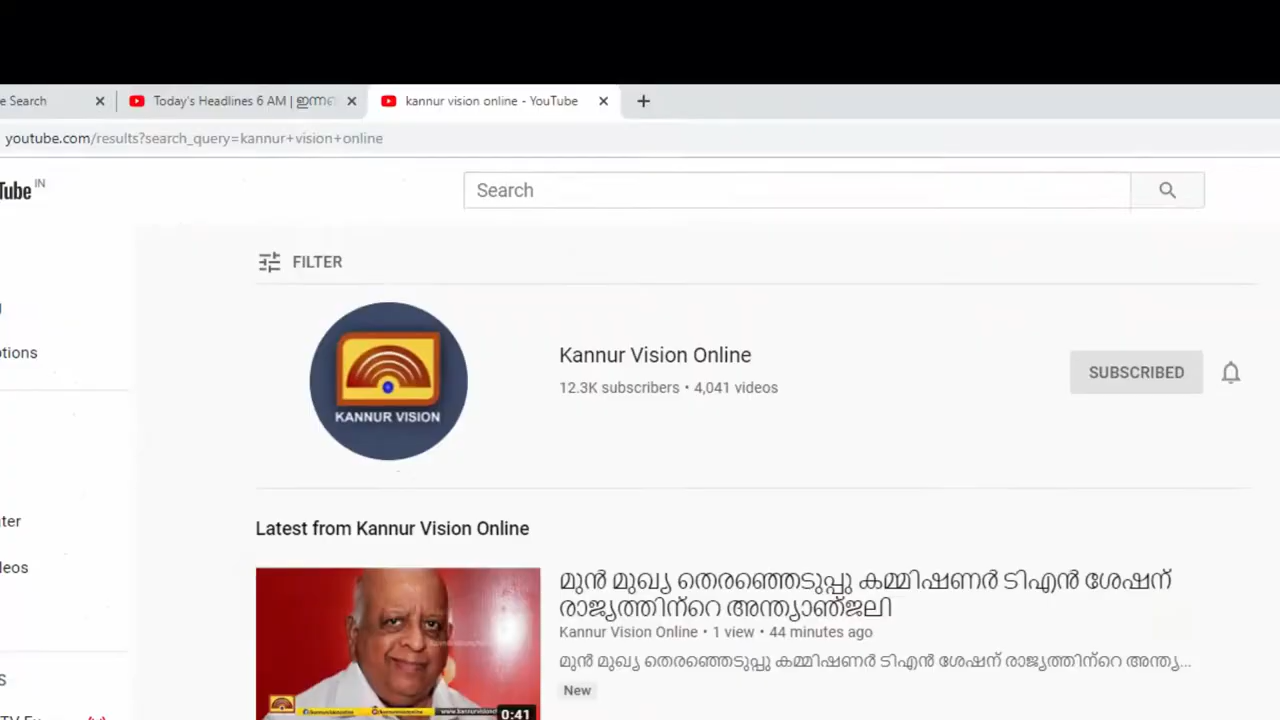 e Search
Today's Headlines 6 AM | ഇന്നത
kannur vision online - YouTube
youtube.com/results?search_query=kannur+vision+online
Tube IN
Search
FILTER
KANNUR VISION
Kannur Vision Online
12.3K subscribers • 4,041 videos
SUBSCRIBED
otions
ter
leos
Latest from Kannur Vision Online
മുൻ മുഖ്യ തെരഞ്ഞെടുപ്പു കമ്മിഷണർ ടിഎൻ ശേഷന്
രാജ്യത്തിന്റെ അന്ത്യാഞ്ജലി
Kannur Vision Online • 1 view • 44 minutes ago
മുൻ മുഖ്യ തെരഞ്ഞെടുപ്പു കമ്മിഷണർ ടിഎൻ ശേഷന് രാജ്യത്തിന്റെ അന്ത്യ...
New
0:41
S